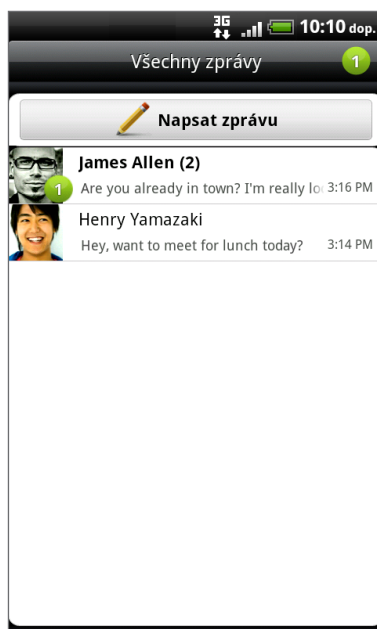 3G 10:10 dop.
Všechny zprávy 1
Napsat zprávu
James Allen (2)
1 Are you already in town? I'm really lo 3:16 PM
Henry Yamazaki
Hey, want to meet for lunch today? 3:14 PM